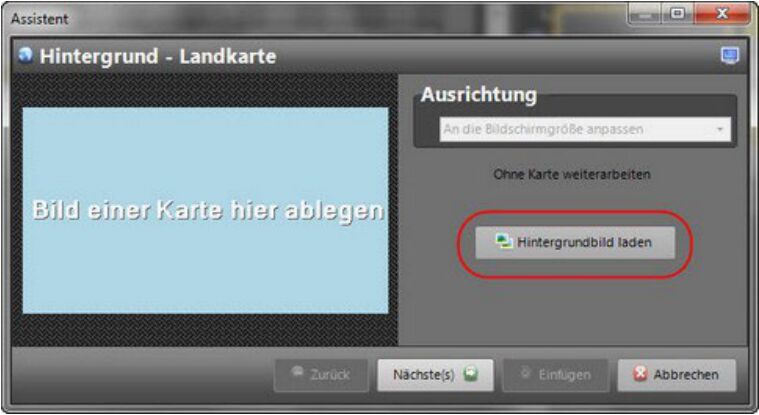 Assistent
Hintergrund - Landkarte
Ausrichtung
An die Bildschirmgröße anpassen
Ohne Karte weiterarbeiten
Bild einer Karte hier ablegen
Hintergrundbild laden
Zurück
Nächste(s)
Einfügen
Abbrechen